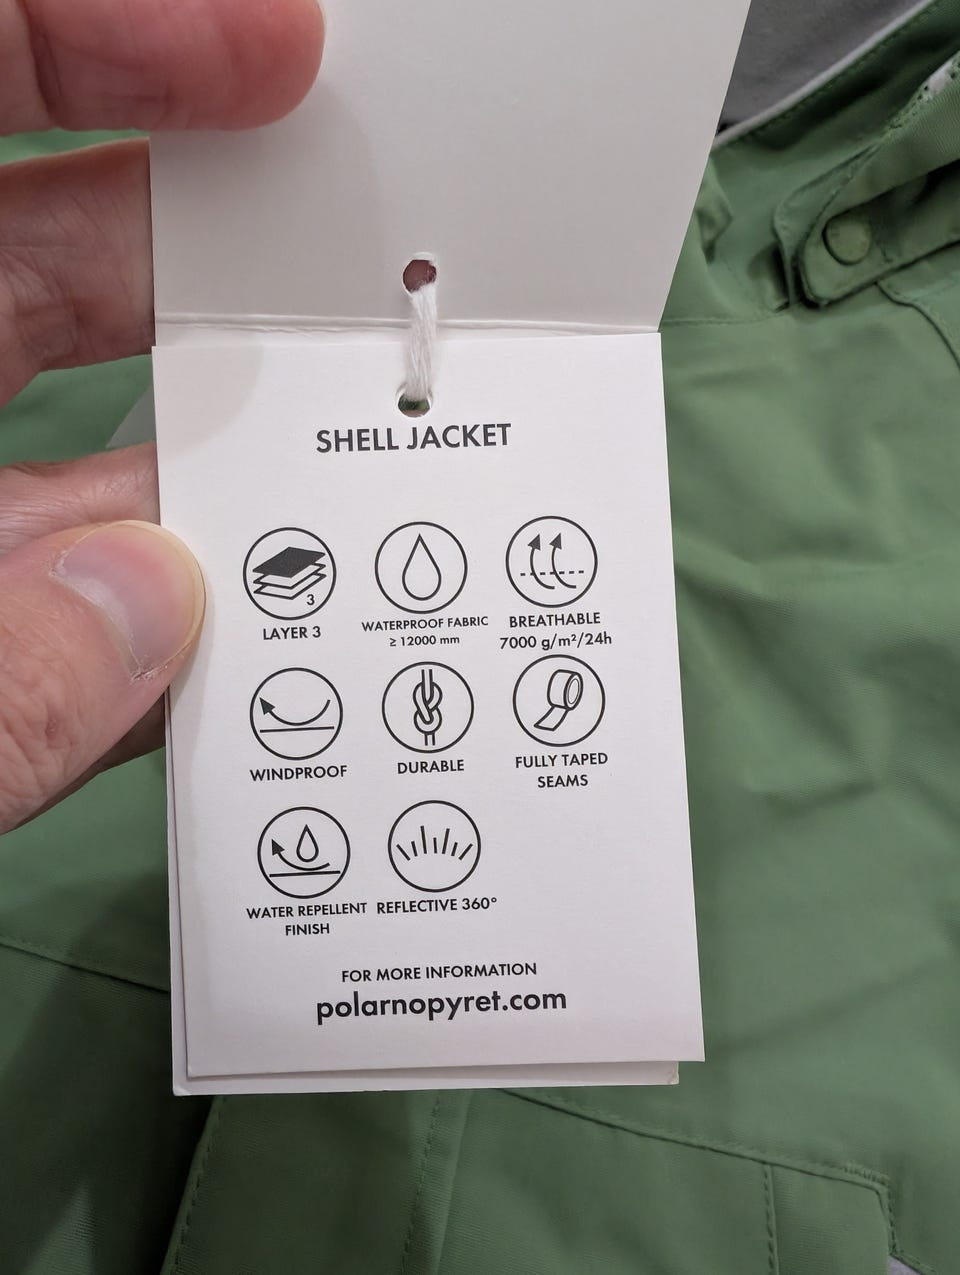 SHELL JACKET
3
LAYER 3
WATERPROOF FABRIC
≥ 12000 mm
BREATHABLE
7000 g/m²/24h
WINDPROOF
DURABLE
FULLY TAPED
SEAMS
WATER REPELLENT
FINISH
REFLECTIVE 360°
FOR MORE INFORMATION
polarnopyret.com